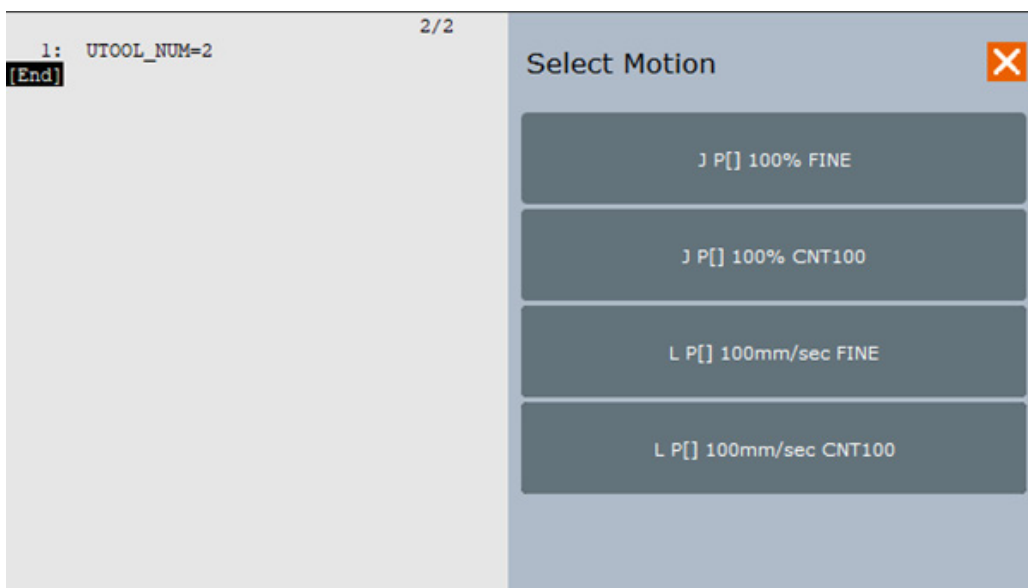 2/2
1: UTOOL_NUM=2
[End]
Select Motion
J P[] 100% FINE
J P[] 100% CNT100
L P[] 100mm/sec FINE
L P[] 100mm/sec CNT100